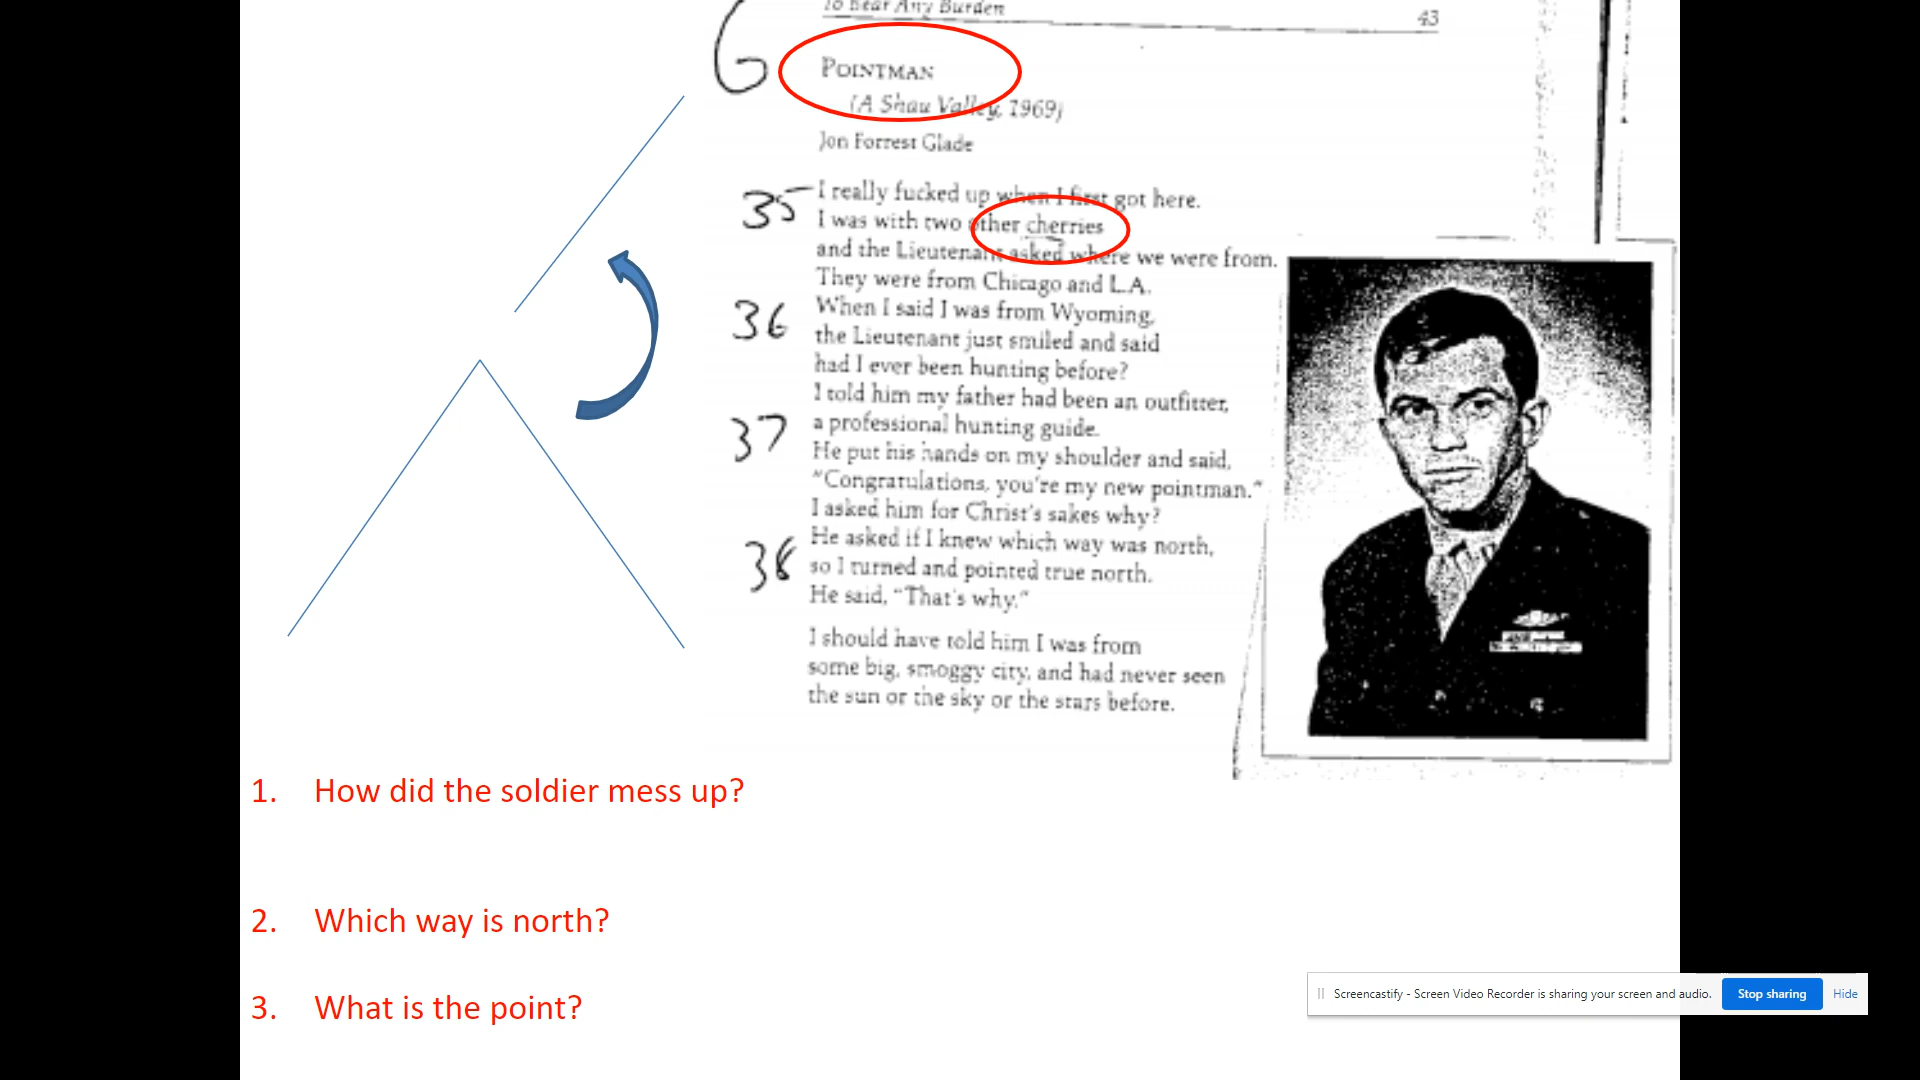 To Bear Any Burden
43
6
POINTMAN
(A Shau Valley, 1969)
Jon Forrest Glade
35
I really fucked up when I first got here.
I was with two other cherries
and the Lieutenant asked where we were from.
They were from Chicago and L.A.
36
When I said I was from Wyoming,
the Lieutenant just smiled and said
had I ever been hunting before?
I told him my father had been an outfitter,
37
a professional hunting guide.
He put his hands on my shoulder and said,
"Congratulations, you're my new pointman."
I asked him for Christ's sakes why?
38
He asked if I knew which way was north,
so I turned and pointed true north.
He said, "That's why."
I should have told him I was from
some big, smoggy city, and had never seen
the sun or the sky or the stars before.
1. How did the soldier mess up?
2. Which way is north?
3. What is the point?
Screencastify - Screen Video Recorder is sharing your screen and audio. Stop sharing Hide